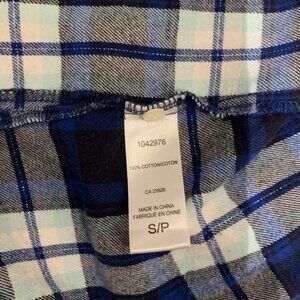 1042976
100% COTTON/COTON
CA 23926
MADE IN CHINA
FABRIQUÉ EN CHINE
S/P